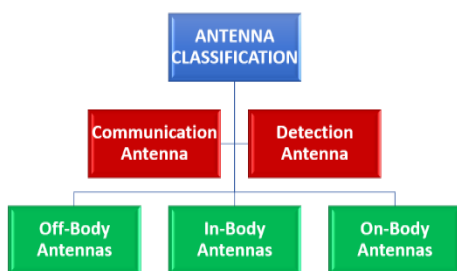 ANTENNA
CLASSIFICATION
Communication
Antenna
Detection
Antenna
Off-Body
Antennas
In-Body
Antennas
On-Body
Antennas